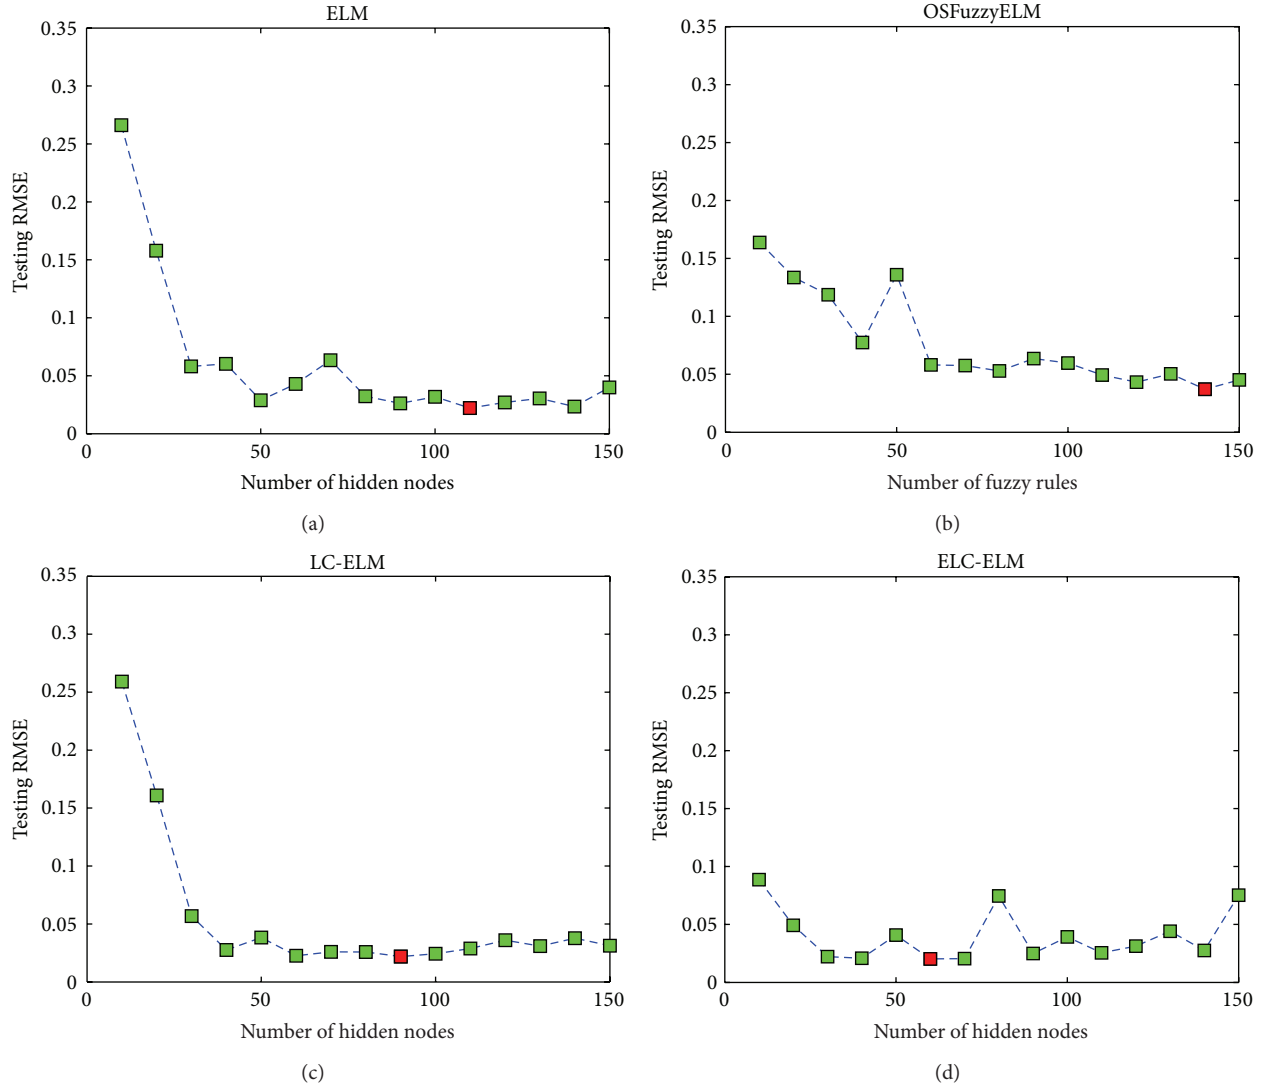 ELM
0.35
0.3
0.25
0.2
0.15
0.1
0.05
0
Testing RMSE
0 50 100 150
Number of hidden nodes
(a)
OSFuzzyELM
0.35
0.3
0.25
0.2
0.15
0.1
0.05
0
Testing RMSE
0 50 100 150
Number of fuzzy rules
(b)
LC-ELM
0.35
0.3
0.25
0.2
0.15
0.1
0.05
0
Testing RMSE
0 50 100 150
Number of hidden nodes
(c)
ELC-ELM
0.35
0.3
0.25
0.2
0.15
0.1
0.05
0
Testing RMSE
0 50 100 150
Number of hidden nodes
(d)